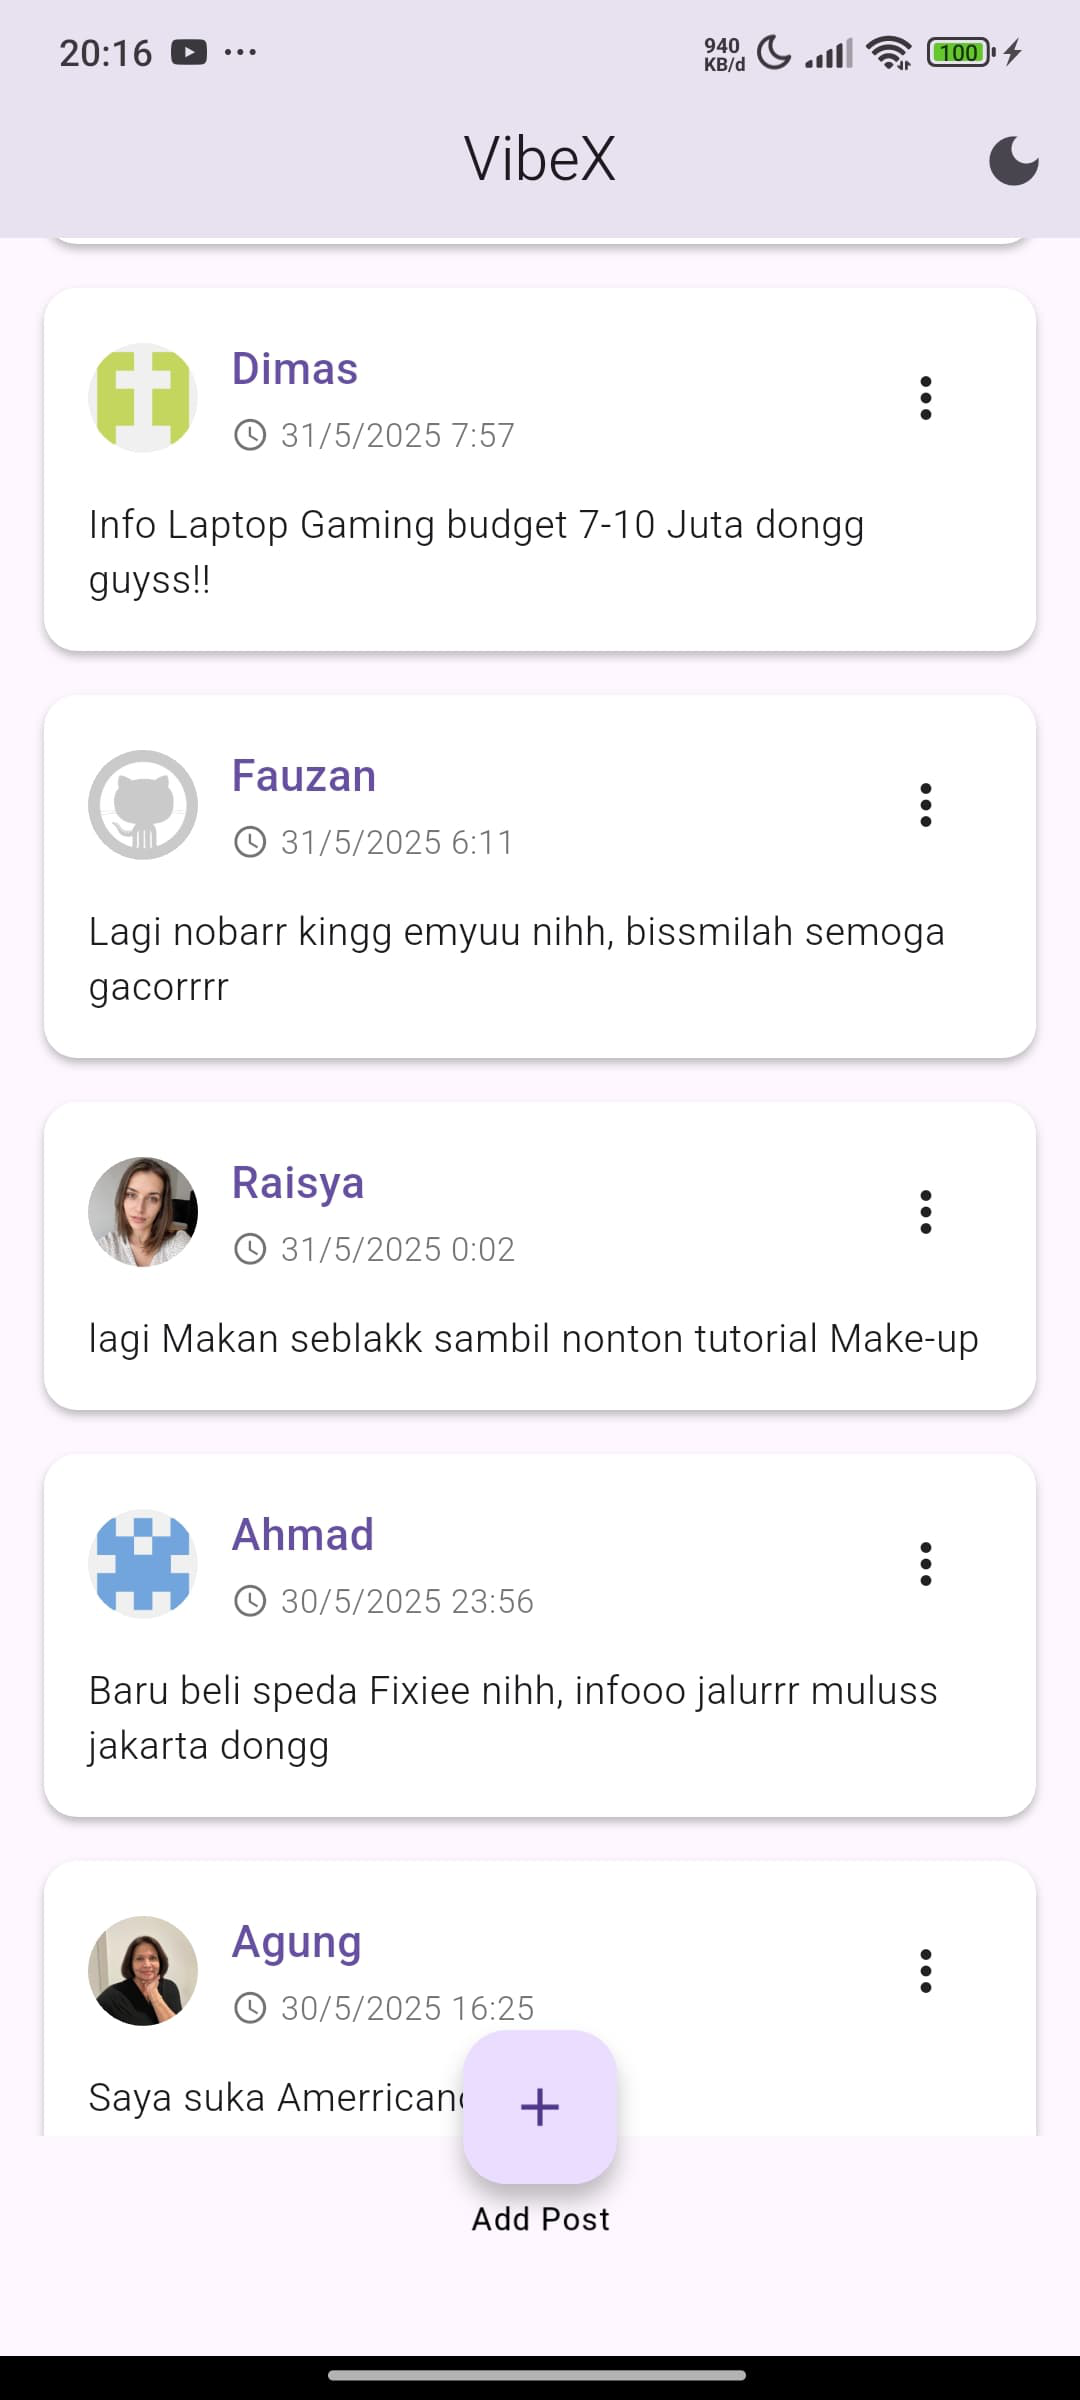 20:16
940
KB/d
100
VibeX
Dimas
31/5/2025 7:57
Info Laptop Gaming budget 7-10 Juta dongg
guyss!!
Fauzan
31/5/2025 6:11
Lagi nobarr kingg emyuu nihh, bissmilah semoga
gacorrrr
Raisya
31/5/2025 0:02
lagi Makan seblakk sambil nonton tutorial Make-up
Ahmad
30/5/2025 23:56
Baru beli speda Fixiee nihh, infooo jalurrr muluss
jakarta dongg
Agung
30/5/2025 16:25
Saya suka
Add Post